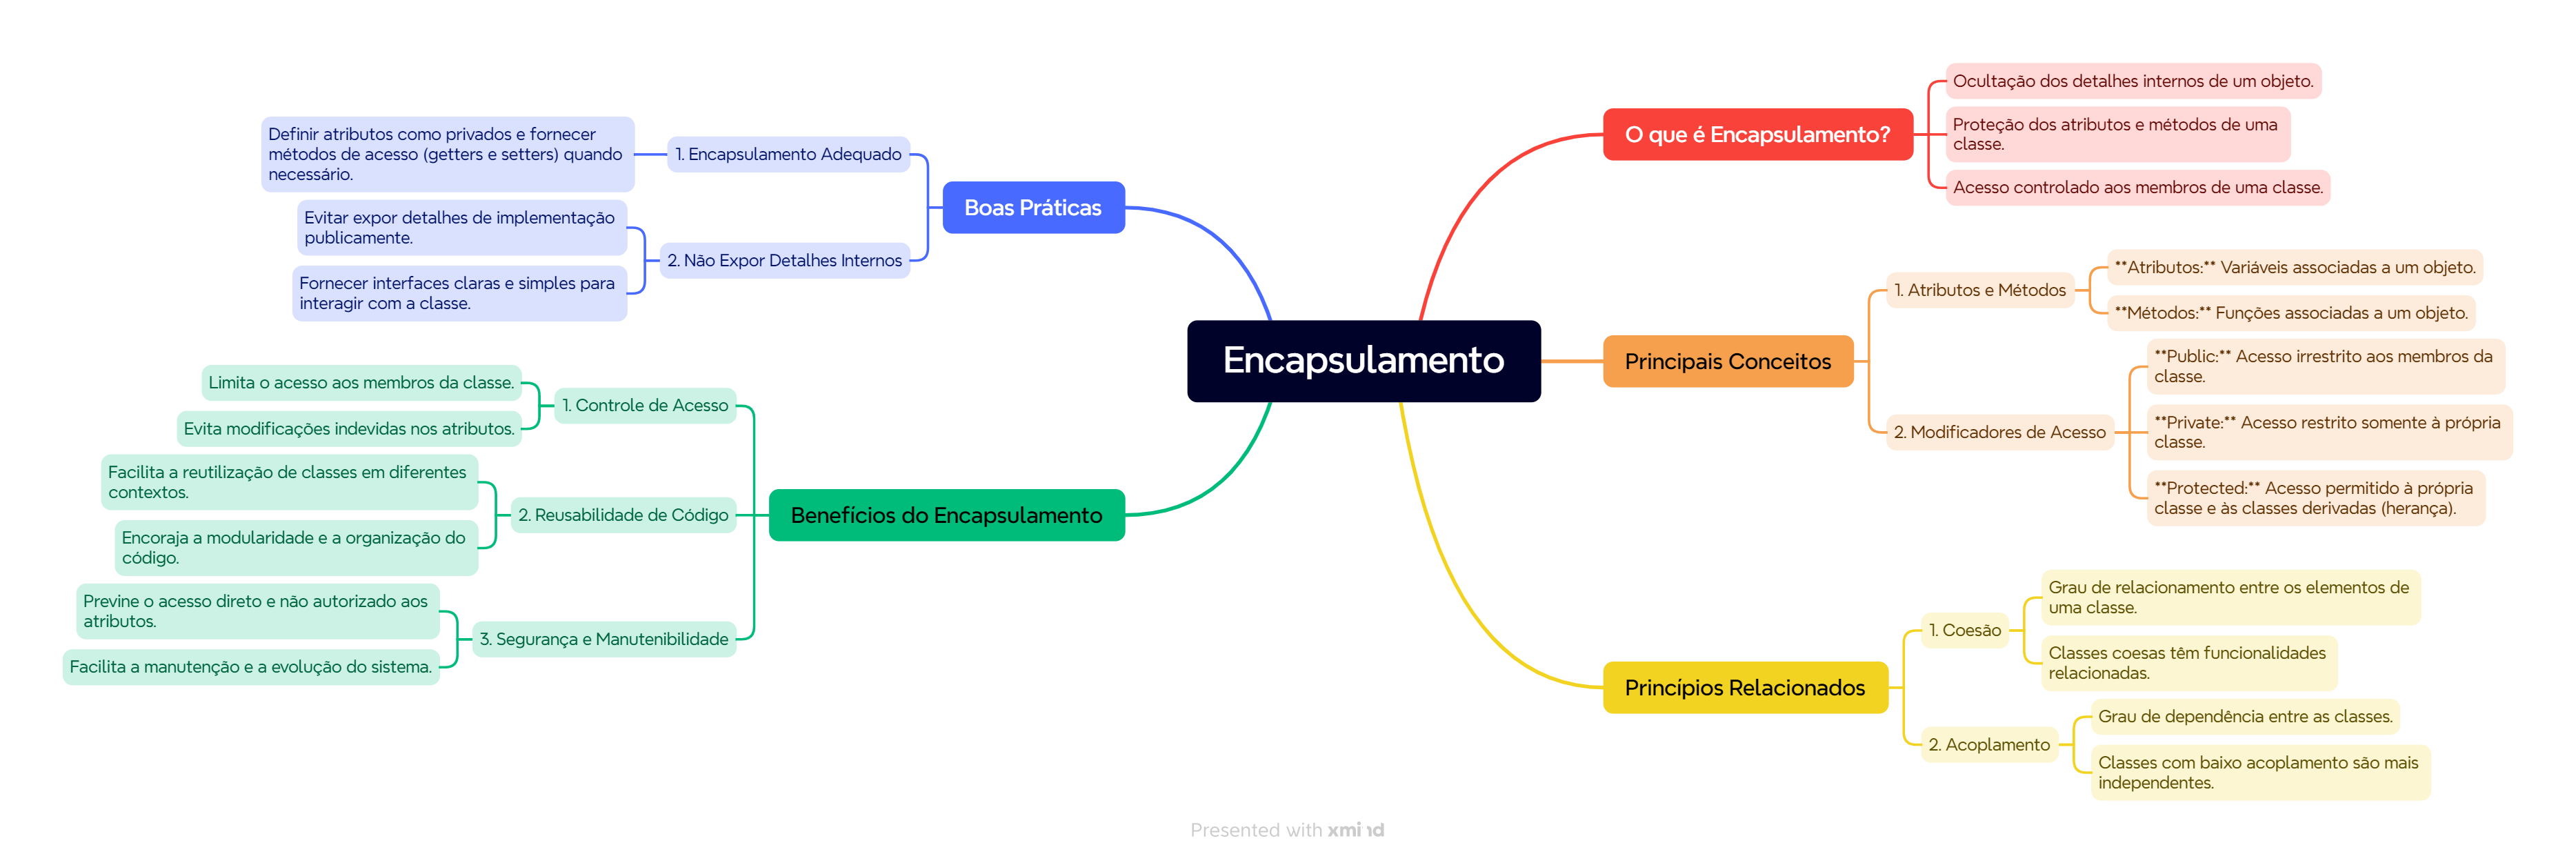 Encapsulamento
O que é Encapsulamento?
Ocultação dos detalhes internos de um objeto.
Proteção dos atributos e métodos de uma
classe.
Acesso controlado aos membros de uma classe.
Principais Conceitos
1. Atributos e Métodos
**Atributos:** Variáveis associadas a um objeto.
**Métodos:** Funções associadas a um objeto.
2. Modificadores de Acesso
**Public:** Acesso irrestrito aos membros da
classe.
**Private:** Acesso restrito somente à própria
classe.
**Protected:** Acesso permitido à própria
classe e às classes derivadas (herança).
Princípios Relacionados
1. Coesão
Grau de relacionamento entre os elementos de
uma classe.
Classes coesas têm funcionalidades
relacionadas.
2. Acoplamento
Grau de dependência entre as classes.
Classes com baixo acoplamento são mais
independentes.
Boas Práticas
1. Encapsulamento Adequado
Definir atributos como privados e fornecer
métodos de acesso (getters e setters) quando
necessário.
2. Não Expor Detalhes Internos
Evitar expor detalhes de implementação
publicamente.
Fornecer interfaces claras e simples para
interagir com a classe.
Benefícios do Encapsulamento
1. Controle de Acesso
Limita o acesso aos membros da classe.
Evita modificações indevidas nos atributos.
2. Reusabilidade de Código
Facilita a reutilização de classes em diferentes
contextos.
Encoraja a modularidade e a organização do
código.
3. Segurança e Manutenibilidade
Previne o acesso direto e não autorizado aos
atributos.
Facilita a manutenção e a evolução do sistema.
Presented with xmind